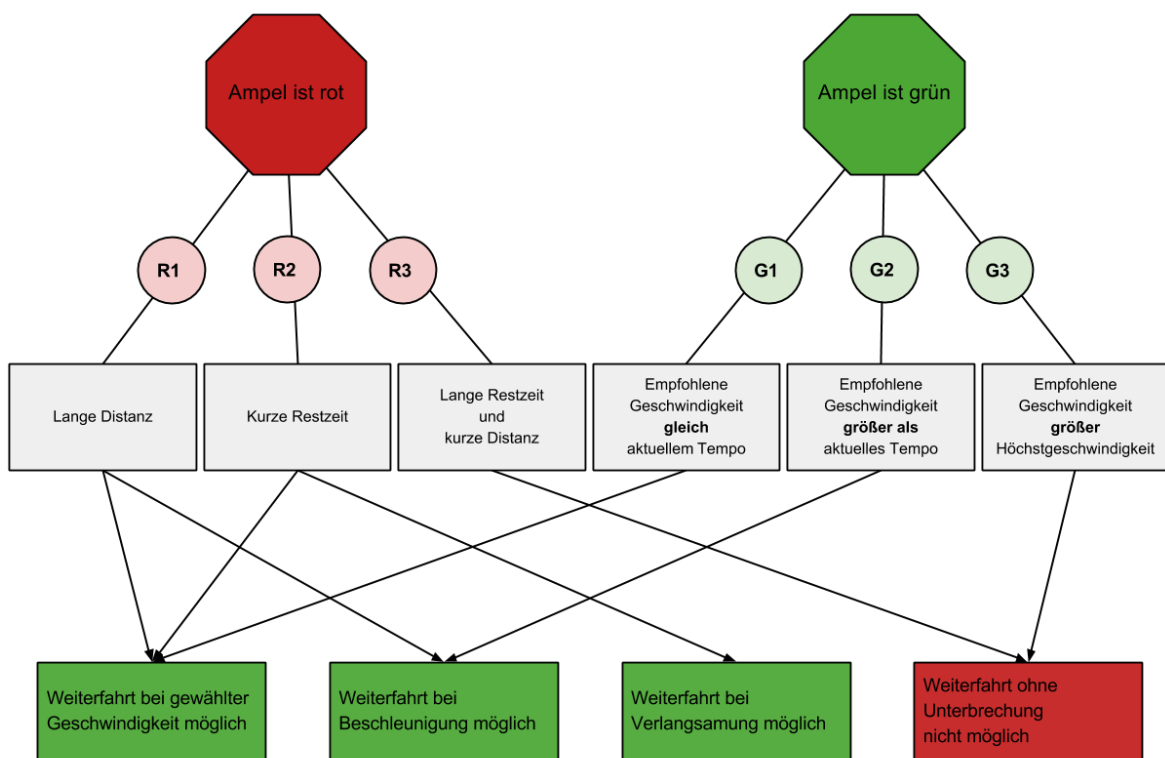 Ampel ist rot
Ampel ist grün
R1
R2
R3
G1
G2
G3
Lange Distanz
Kurze Restzeit
Lange Restzeit
und
kurze Distanz
Empfohlene
Geschwindigkeit
gleich
aktuellem Tempo
Empfohlene
Geschwindigkeit
größer als
aktuelles Tempo
Empfohlene
Geschwindigkeit
größer
Höchstgeschwindigkeit
Weiterfahrt bei gewählter
Geschwindigkeit möglich
Weiterfahrt bei
Beschleunigung möglich
Weiterfahrt bei
Verlangsamung möglich
Weiterfahrt ohne
Unterbrechung
nicht möglich